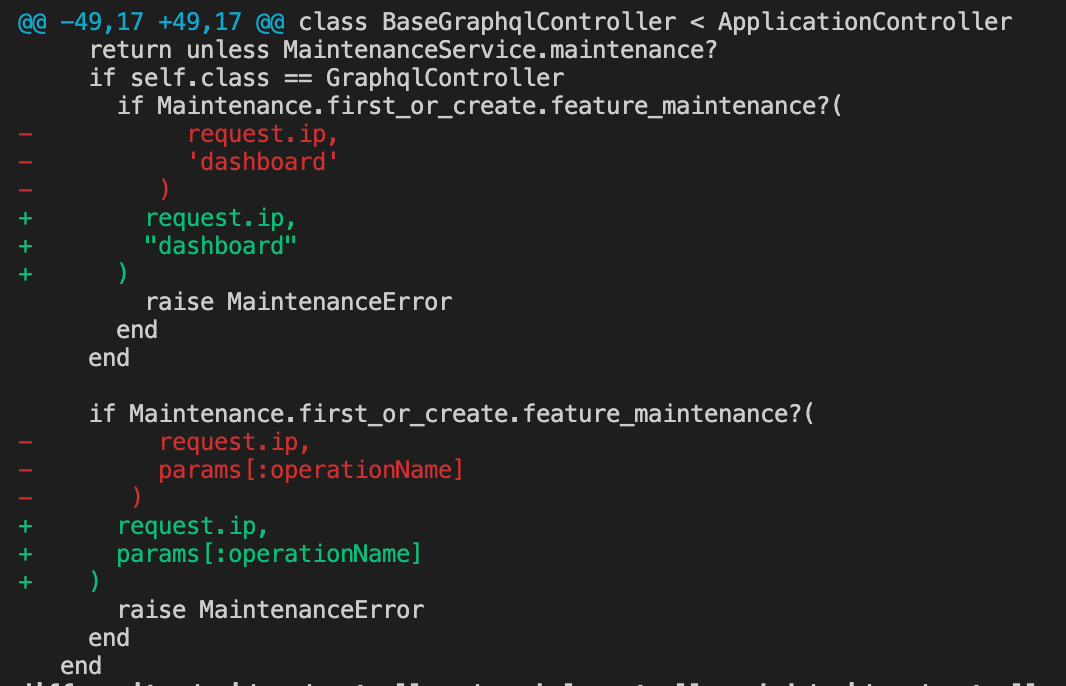 @@ -49,17 +49,17 @@ class BaseGraphqlController < ApplicationController
     return unless MaintenanceService.maintenance?
     if self.class == GraphqlController
       if Maintenance.first_or_create.feature_maintenance?(
-           request.ip,
-           'dashboard'
-         )
+        request.ip,
+        "dashboard"
+      )
         raise MaintenanceError
       end
     end
     if Maintenance.first_or_create.feature_maintenance?(
-         request.ip,
-         params[:operationName]
-       )
+      request.ip,
+      params[:operationName]
+    )
       raise MaintenanceError
     end
   end